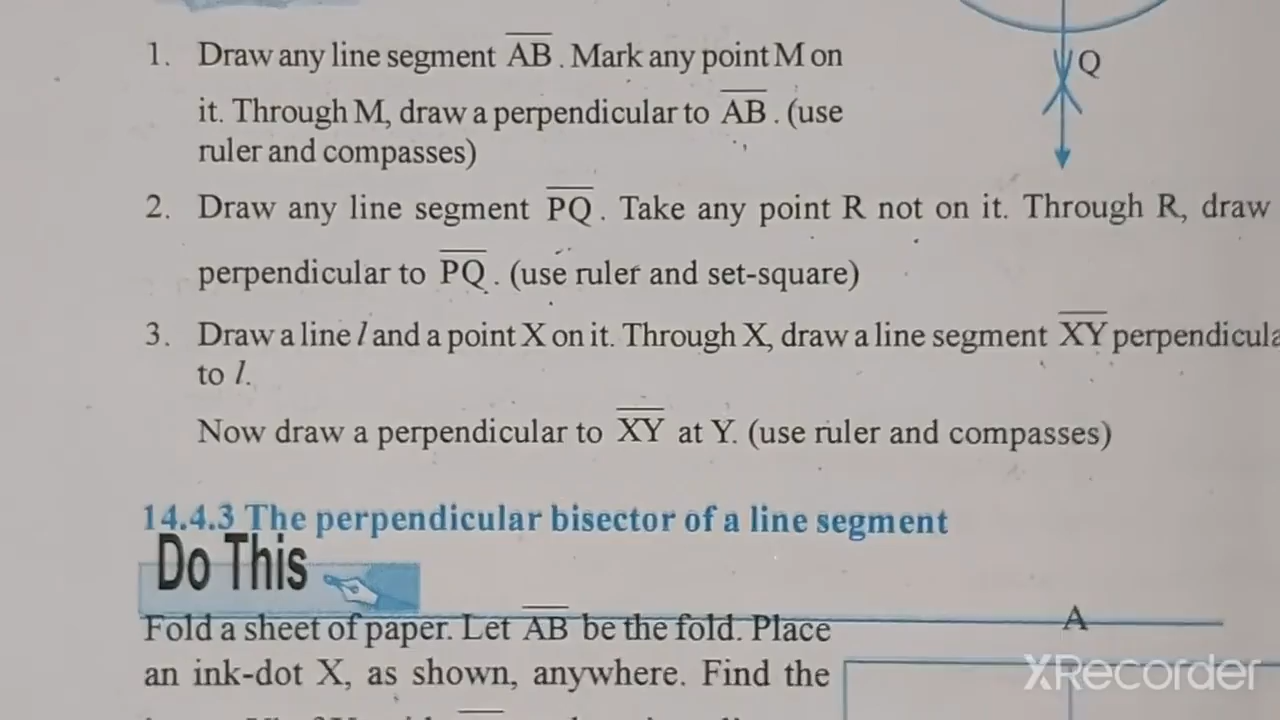 1. Draw any line segment AB. Mark any point M on
it. Through M, draw a perpendicular to AB. (use
ruler and compasses)
Q
2. Draw any line segment PQ. Take any point R not on it. Through R, draw
perpendicular to PQ. (use ruler and set-square)
3. Draw a line l and a point X on it. Through X, draw a line segment XY perpendicula
to l.
Now draw a perpendicular to XY at Y. (use ruler and compasses)
14.4.3 The perpendicular bisector of a line segment
Do This
Fold a sheet of paper. Let AB be the fold. Place
A
an ink-dot X, as shown, anywhere. Find the
XRecorder